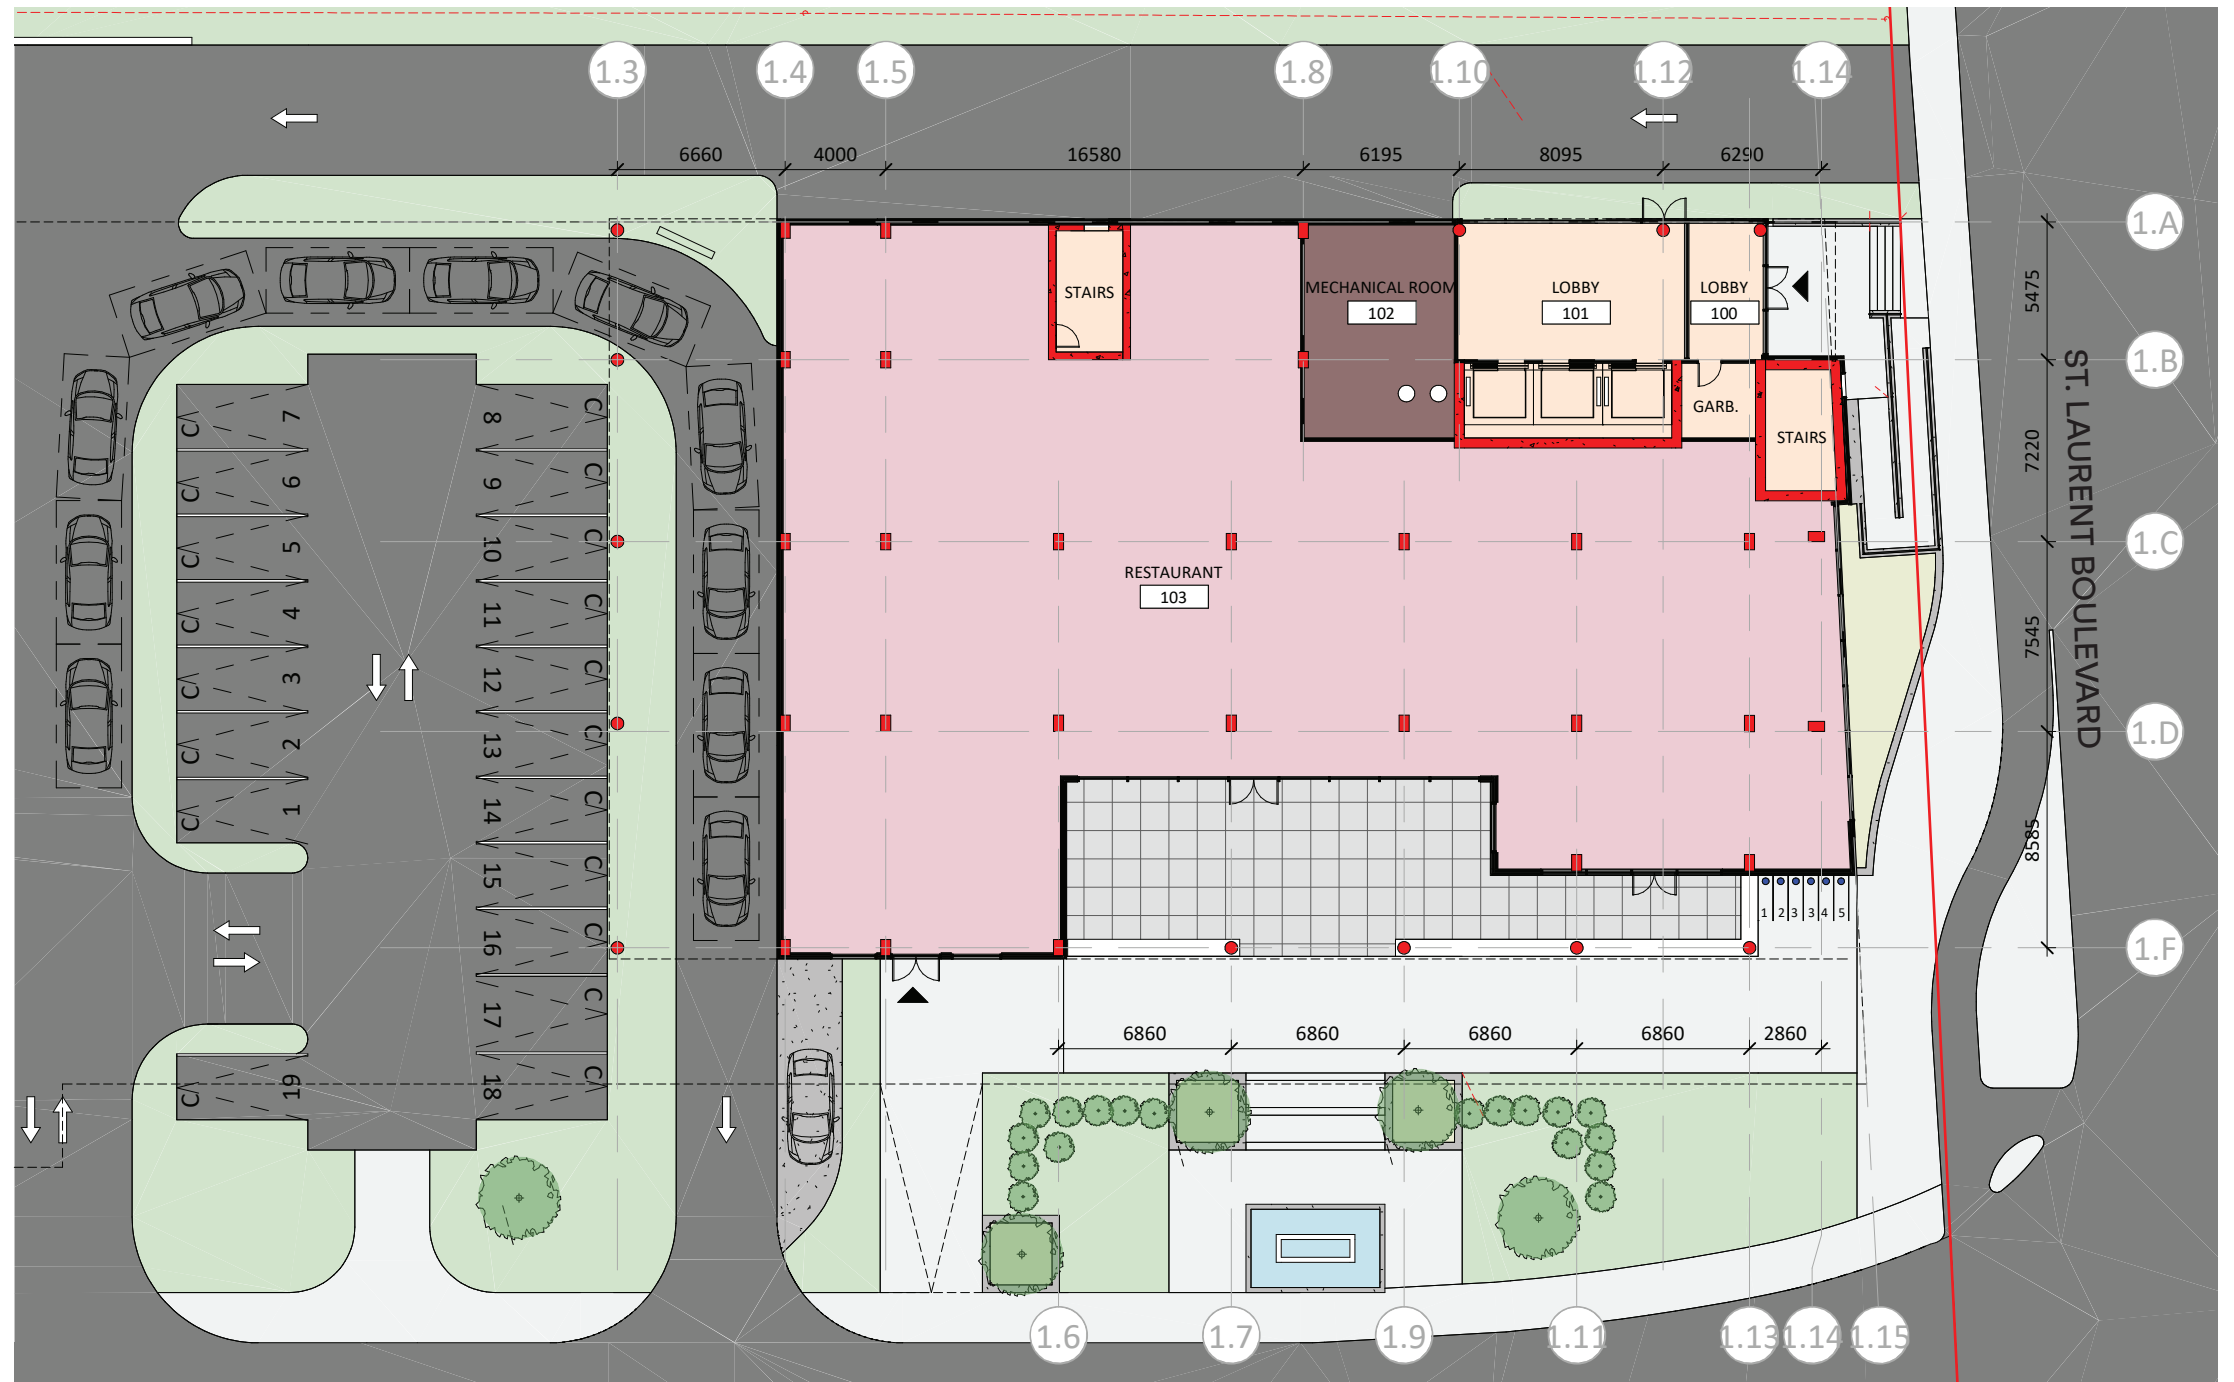 1.3 1.4 1.5 1.8 1.10 1.12 1.14
6660 4000 16580 6195 8095 6290
1.A
5475
1.B
7220
1.C
7545
1.D
8585
1.F
ST. LAURENT BOULEVARD
STAIRS
MECHANICAL ROOM
102
LOBBY
101
LOBBY
100
GARB.
STAIRS
RESTAURANT
103
C 7
C 6
C 5
C 4
C 3
C 2
C 1
C 19
8 C
9 C
10 C
11 C
12 C
13 C
14 C
15 C
16 C
17 C
18 C
1 2 3 3 4 5
6860 6860 6860 6860 2860
1.6 1.7 1.9 1.11 1.13 1.14 1.15